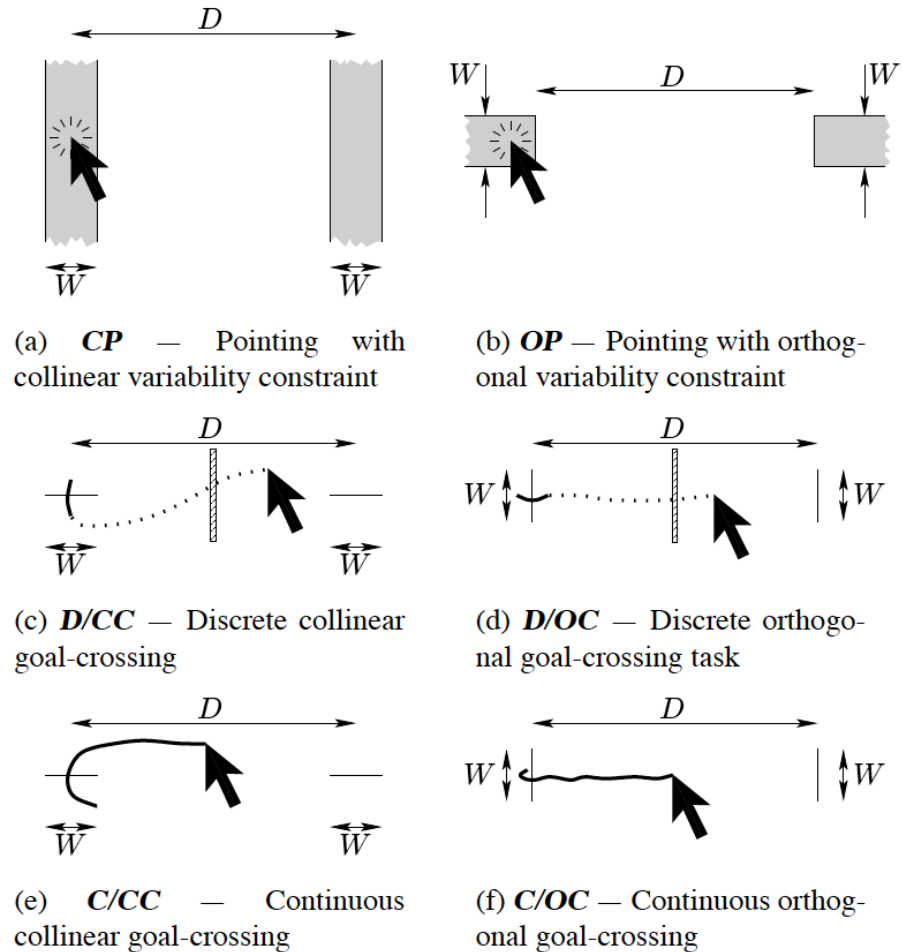 D
W
W
(a) CP — Pointing with
collinear variability constraint
W
D
W
(b) OP — Pointing with orthog-
onal variability constraint
D
W
W
(c) D/CC — Discrete collinear
goal-crossing
D
W
W
(d) D/OC — Discrete orthogo-
nal goal-crossing task
D
W
W
(e) C/CC — Continuous
collinear goal-crossing
D
W
W
(f) C/OC — Continuous orthog-
onal goal-crossing